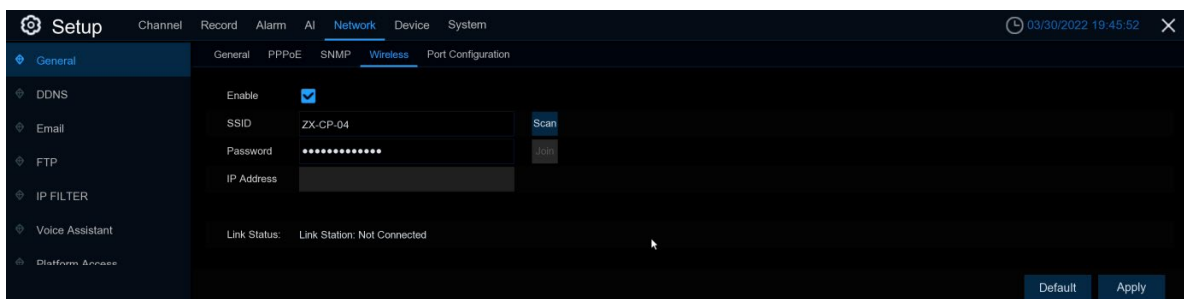 Setup Channel Record Alarm AI Network Device System 03/30/2022 19:45:52
General General PPPoE SNMP Wireless Port Configuration
DDNS Enable
Email SSID ZX-CP-04 Scan
Password ••••••••••••• Join
FTP
IP Address
IP FILTER
Voice Assistant Link Status: Link Station: Not Connected
Platform Access
Default Apply